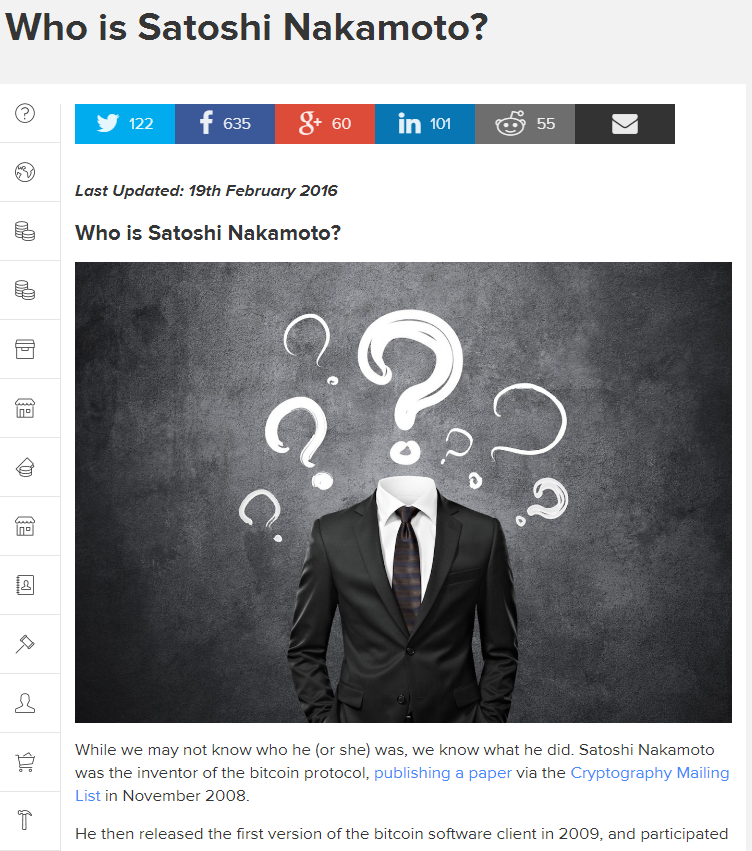 Who is Satoshi Nakamoto?
122 635 60 101 55
Last Updated: 19th February 2016
Who is Satoshi Nakamoto?
While we may not know who he (or she) was, we know what he did. Satoshi Nakamoto
was the inventor of the bitcoin protocol, publishing a paper via the Cryptography Mailing
List in November 2008.
He then released the first version of the bitcoin software client in 2009, and participated